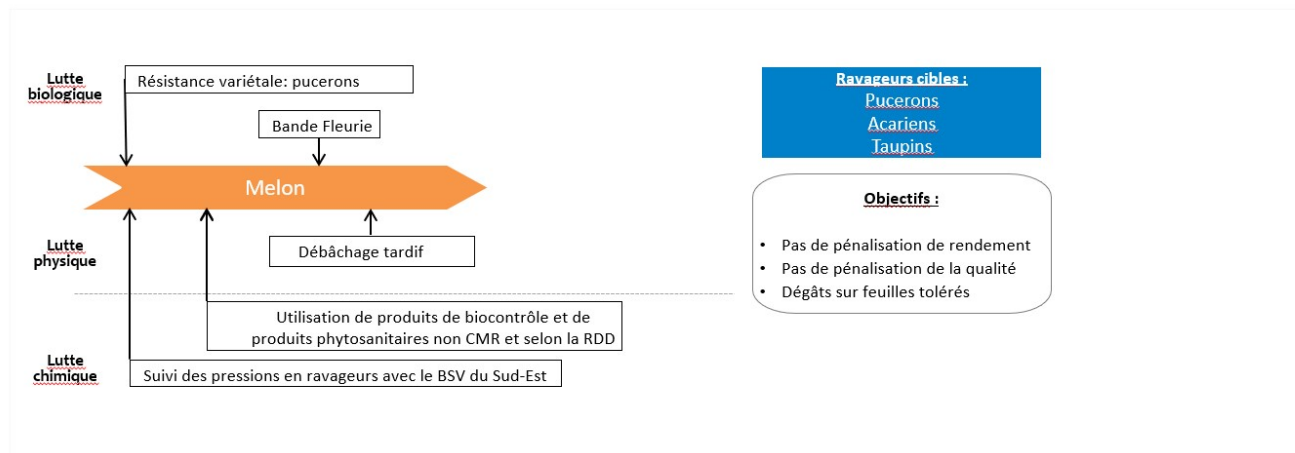 Lutte
biologique
Résistance variétale: pucerons
Bande Fleurie
Melon
Lutte
physique
Débâchage tardif
Utilisation de produits de biocontrôle et de
produits phytosanitaires non CMR et selon la RDD
Lutte
chimique
Suivi des pressions en ravageurs avec le BSV du Sud-Est
Ravageurs cibles :
Pucerons
Acariens
Taupins
Objectifs :
• Pas de pénalisation de rendement
• Pas de pénalisation de la qualité
• Dégâts sur feuilles tolérés